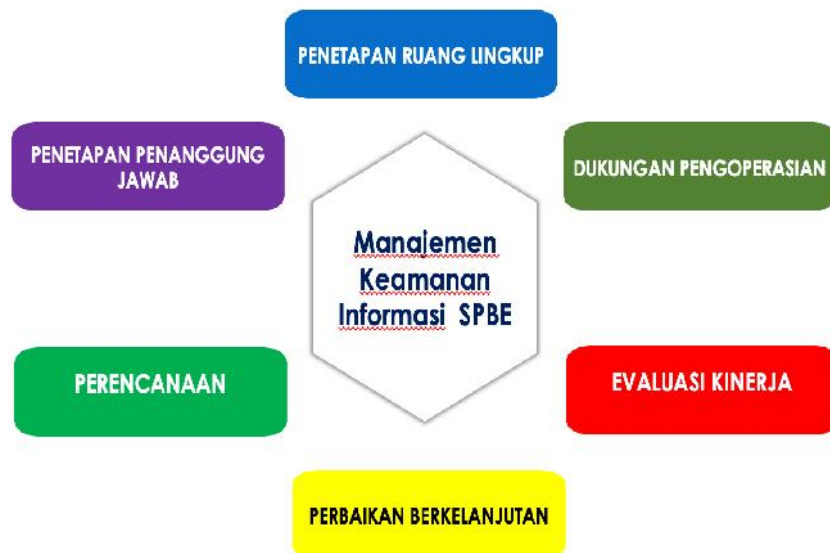 PENETAPAN RUANG LINGKUP
PENETAPAN PENANGGUNG
JAWAB
DUKUNGAN PENGOPERASIAN
Manajemen
Keamanan
Informasi SPBE
PERENCANAAN
EVALUASI KINERJA
PERBAIKAN BERKELANJUTAN